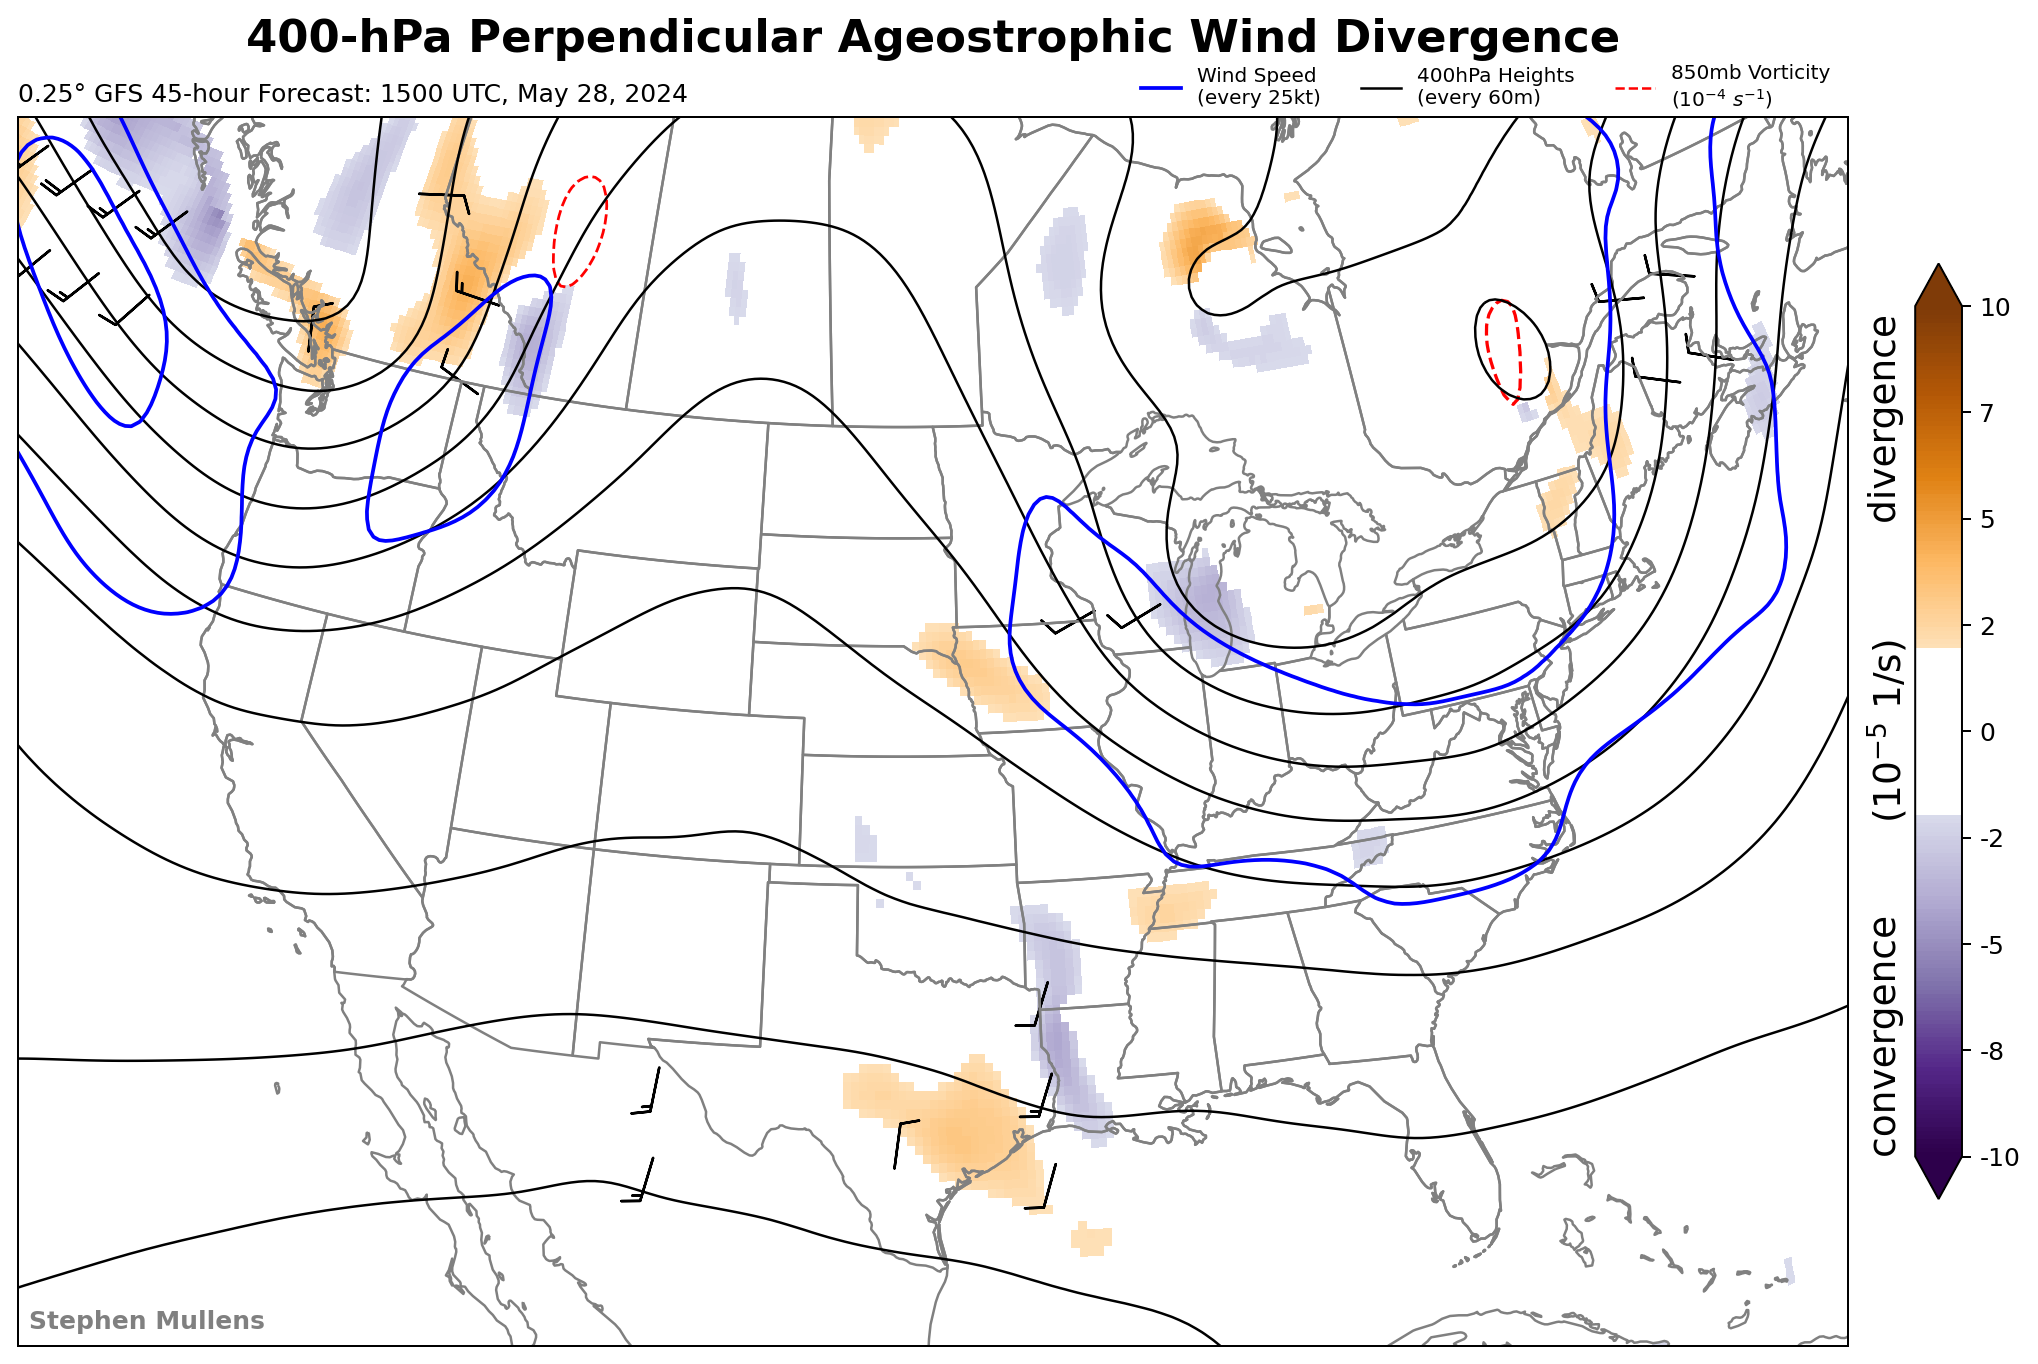 400-hPa Perpendicular Ageostrophic Wind Divergence
0.25° GFS 45-hour Forecast: 1500 UTC, May 28, 2024
Wind Speed
(every 25kt)
400hPa Heights
(every 60m)
850mb Vorticity
(10⁻⁴ s⁻¹)
10
7
5
2
0
-2
-5
-8
-10
convergence (10⁻⁵ 1/s) divergence
Stephen Mullens